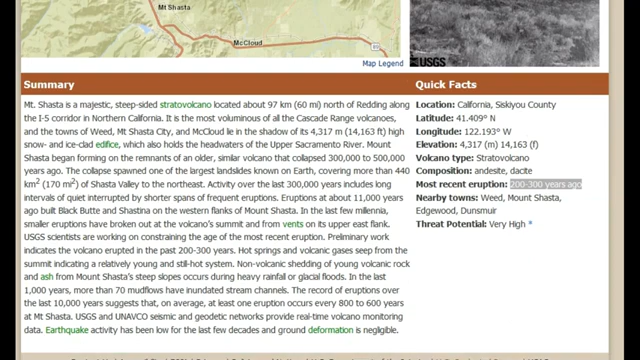 Mt Shasta
McCloud
USGS
Map Legend
Summary
Mt. Shasta is a majestic, steep-sided stratovolcano located about 97 km (60 mi) north of Redding along
the I-5 corridor in Northern California. It is the most voluminous of all the Cascade Range volcanoes,
and the towns of Weed, Mt Shasta City, and McCloud lie in the shadow of its 4,317 m (14,163 ft) high
snow- and ice-clad edifice, which also holds the headwaters of the Upper Sacramento River. Mount
Shasta began forming on the remnants of an older, similar volcano that collapsed 300,000 to 500,000
years ago. The collapse spawned one of the largest landslides known on Earth, covering more than 440
km² (170 mi²) of Shasta Valley to the northeast. Activity over the last 300,000 years includes long
intervals of quiet interrupted by shorter spans of frequent eruptions. Eruptions at about 11,000 years
ago built Black Butte and Shastina on the western flanks of Mount Shasta. In the last few millennia,
smaller eruptions have broken out at the volcano's summit and from vents on its upper east flank.
USGS scientists are working on constraining the age of the most recent eruption. Preliminary work
indicates the volcano erupted in the past 200-300 years. Hot springs and volcanic gases seep from the
summit indicating a relatively young and still-hot system. Non-volcanic shedding of young volcanic rock
and ash from Mount Shasta's steep slopes occurs during heavy rainfall or glacial floods. In the last
1,000 years, more than 70 mudflows have inundated stream channels. The record of eruptions over
the last 10,000 years suggests that, on average, at least one eruption occurs every 800 to 600 years
at Mt Shasta. USGS and UNAVCO seismic and geodetic networks provide real-time volcano monitoring
data. Earthquake activity has been low for the last few decades and ground deformation is negligible.
Quick Facts
Location: California, Siskiyou County
Latitude: 41.409° N
Longitude: 122.193° W
Elevation: 4,317 (m) 14,163 (f)
Volcano type: Stratovolcano
Composition: andesite, dacite
Most recent eruption: 200-300 years ago
Nearby towns: Weed, Mount Shasta,
Edgewood, Dunsmuir
Threat Potential: Very High *